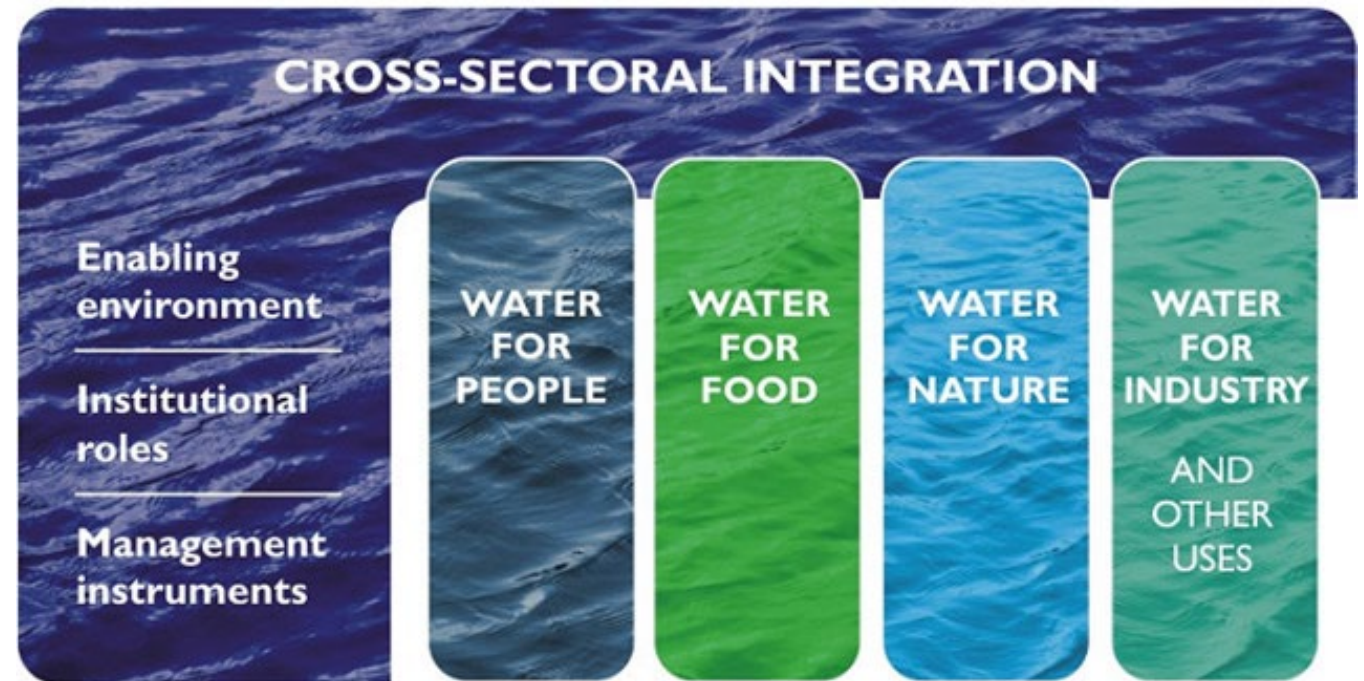 CROSS-SECTORAL INTEGRATION
Enabling
environment
Institutional
roles
Management
instruments
WATER
FOR
PEOPLE
WATER
FOR
FOOD
WATER
FOR
NATURE
WATER
FOR
INDUSTRY
AND
OTHER
USES